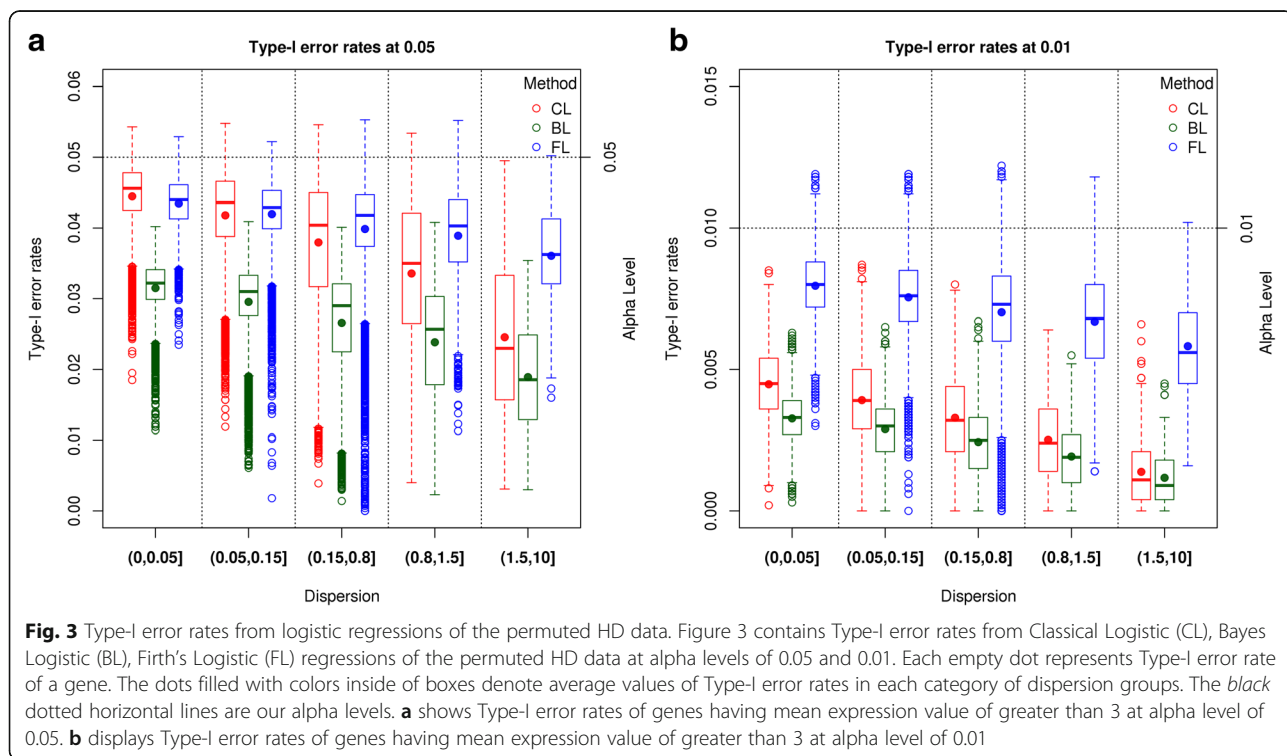 a
Type-I error rates at 0.05
0.06
0.05
0.04
0.03
0.02
0.01
0.00
Type-I error rates
Method
CL
BL
FL
0.05
Alpha Level
(0,0.05]
(0.05,0.15]
(0.15,0.8]
(0.8,1.5]
(1.5,10]
Dispersion
b
Type-I error rates at 0.01
0.015
0.010
0.005
0.000
Type-I error rates
Method
CL
BL
FL
0.01
Alpha Level
(0,0.05]
(0.05,0.15]
(0.15,0.8]
(0.8,1.5]
(1.5,10]
Dispersion
Fig. 3 Type-I error rates from logistic regressions of the permuted HD data. Figure 3 contains Type-I error rates from Classical Logistic (CL), Bayes
Logistic (BL), Firth's Logistic (FL) regressions of the permuted HD data at alpha levels of 0.05 and 0.01. Each empty dot represents Type-I error rate
of a gene. The dots filled with colors inside of boxes denote average values of Type-I error rates in each category of dispersion groups. The black
dotted horizontal lines are our alpha levels. a shows Type-I error rates of genes having mean expression value of greater than 3 at alpha level of
0.05. b displays Type-I error rates of genes having mean expression value of greater than 3 at alpha level of 0.01